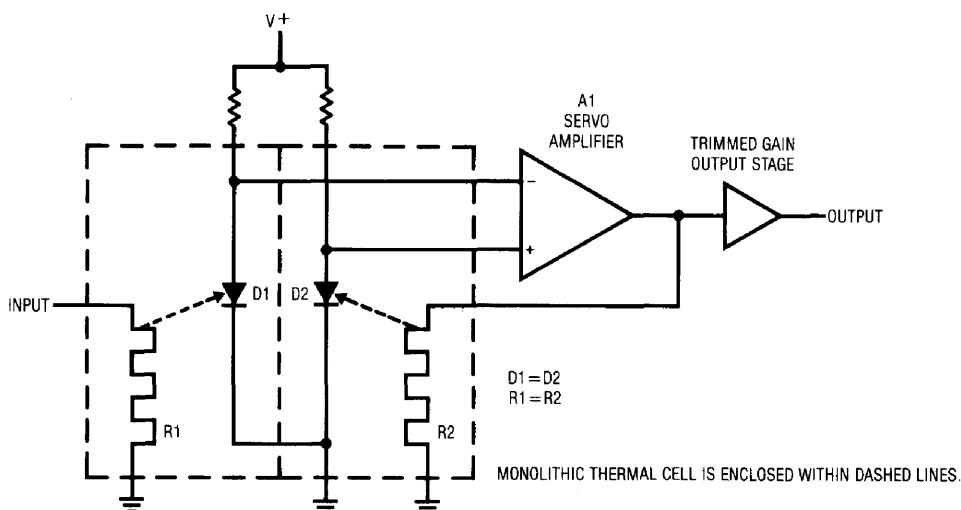 V+
A1
SERVO
AMPLIFIER
TRIMMED GAIN
OUTPUT STAGE
−
+
OUTPUT
INPUT
D1
D2
R1
R2
D1=D2
R1=R2
MONOLITHIC THERMAL CELL IS ENCLOSED WITHIN DASHED LINES.